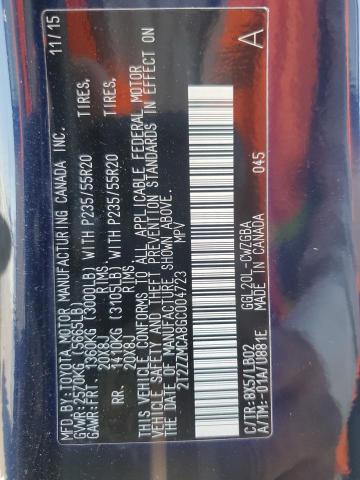 MFD. BY: TOYOTA MOTOR MANUFACTURING CANADA INC. 11/15
GVWR: 2570KG (5665LB)
GAWR: FRT. 1360KG (3000LB) WITH P235/55R20 TIRES,
20X8J RIMS
RR. 1410KG (3105LB) WITH P235/55R20 TIRES,
20X8J RIMS
THIS VEHICLE CONFORMS TO ALL APPLICABLE FEDERAL MOTOR
VEHICLE SAFETY AND THEFT PREVENTION STANDARDS IN EFFECT ON
THE DATE OF MANUFACTURE SHOWN ABOVE.
2T2ZZMCA8GC004723 MPV
045
GGL20L-CWZGBA
C/TR: 8X5/LB02
A/TM: -01A/U881E A